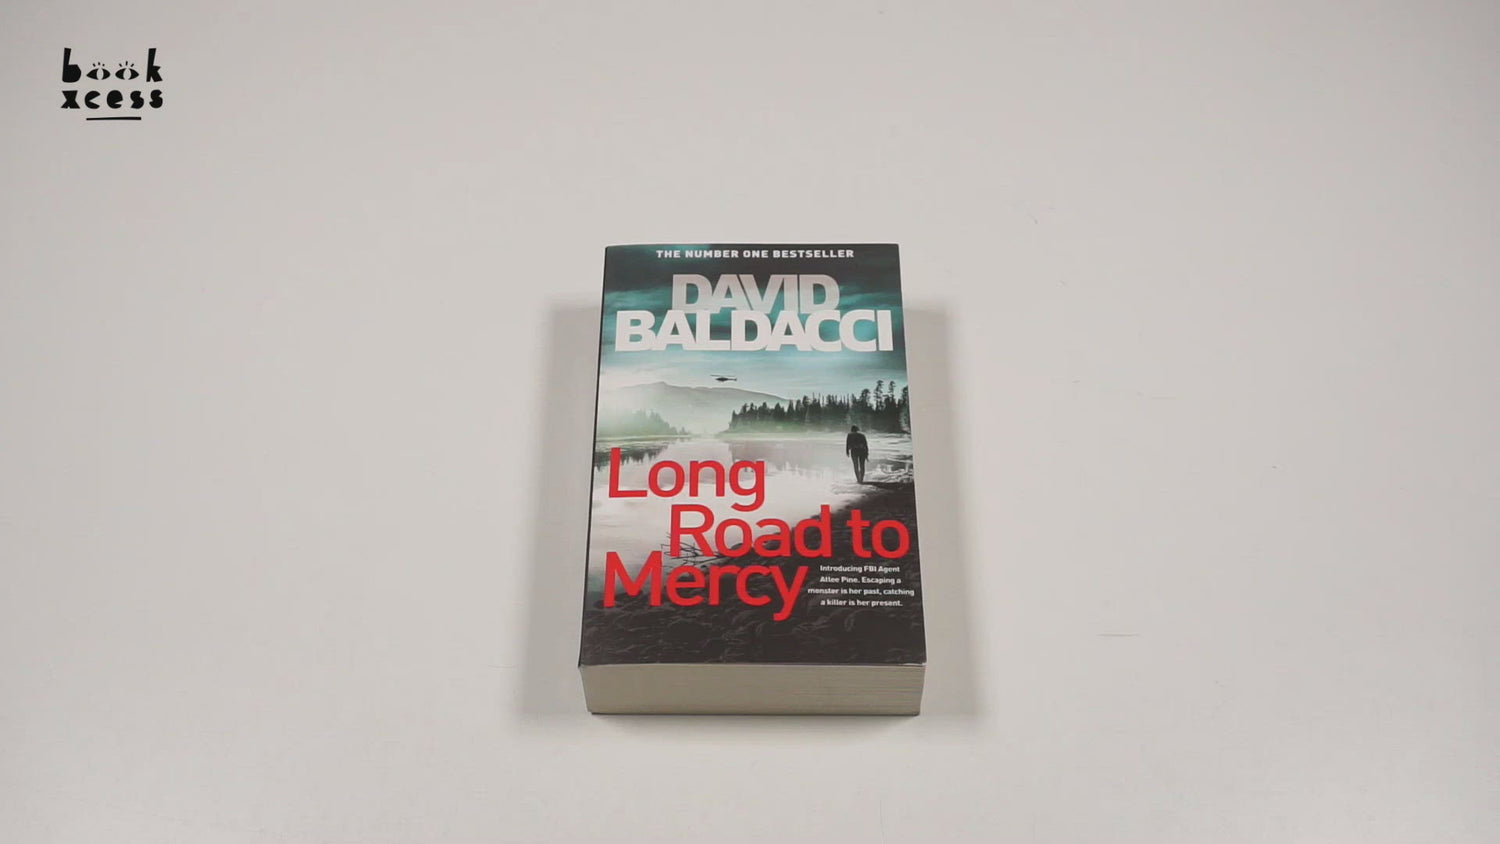 book
xcess
THE NUMBER ONE BESTSELLER
DAVID
BALDACCI
Long
Road to
Mercy
Introducing FBI Agent
Atlee Pine. Escaping a
monster is her past, catching
a killer is her present.